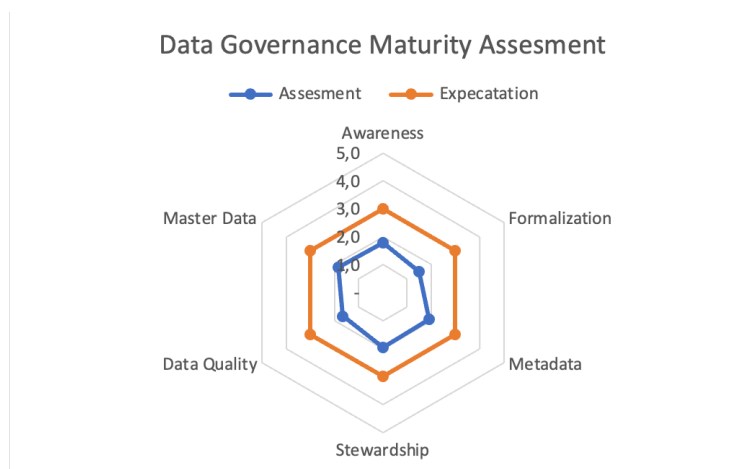 Data Governance Maturity Assesment
Assesment
Expecatation
Awareness
5,0
4,0
3,0
2,0
1,0
-
Master Data
Formalization
Data Quality
Metadata
Stewardship